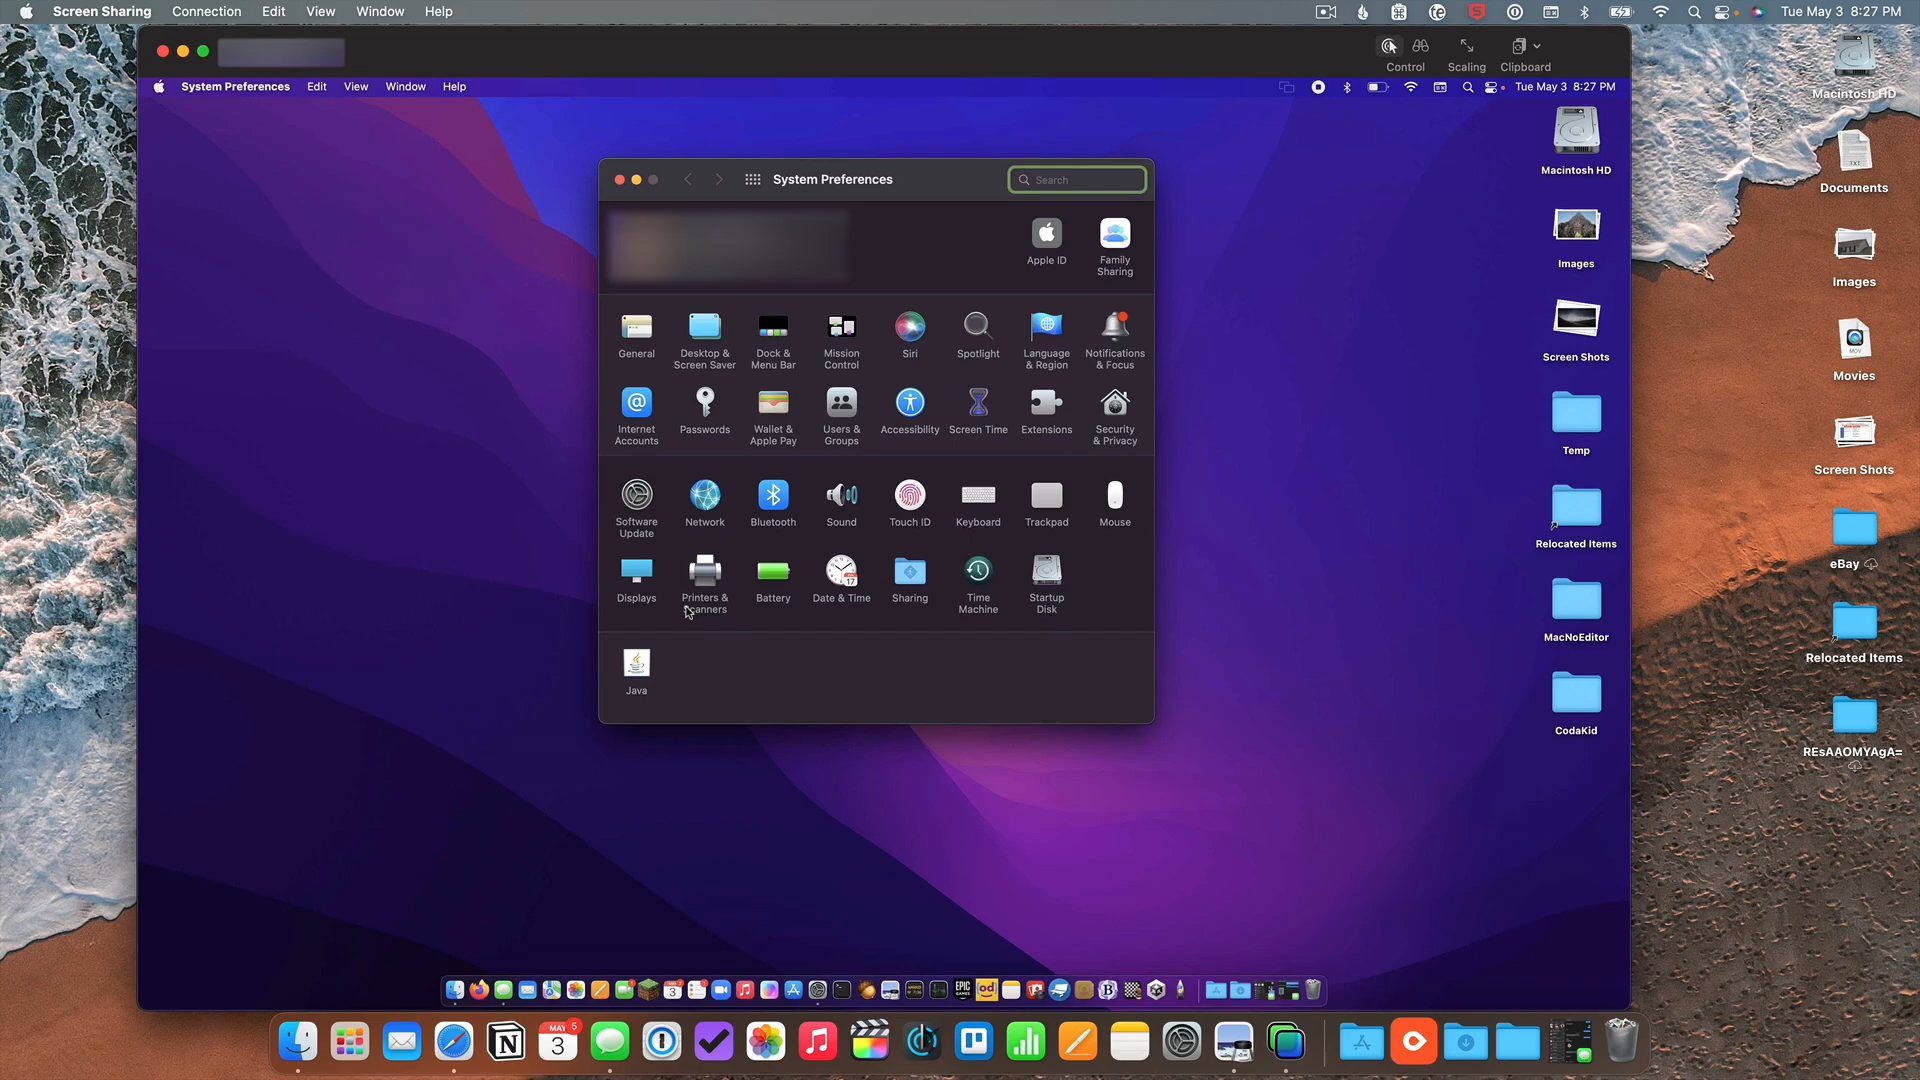 Screen Sharing Connection Edit View Window Help
Tue May 3 8:27 PM
Control Scaling Clipboard
System Preferences Edit View Window Help
Tue May 3 8:27 PM
System Preferences
Search
Apple ID
Family
Sharing
General
Desktop &
Screen Saver
Dock &
Menu Bar
Mission
Control
Siri
Spotlight
Language
& Region
Notifications
& Focus
Internet
Accounts
Passwords
Wallet &
Apple Pay
Users &
Groups
Accessibility
Screen Time
Extensions
Security
& Privacy
Software
Update
Network
Bluetooth
Sound
Touch ID
Keyboard
Trackpad
Mouse
Displays
Printers &
Scanners
Battery
Date & Time
Sharing
Time
Machine
Startup
Disk
Java
Macintosh HD
Images
Screen Shots
Temp
Relocated Items
MacNoEditor
CodaKid
Macintosh HD
TXT
Documents
Images
MOV
Movies
Screen Shots
eBay
Relocated Items
REsAAOMYAgA=
MAY
3
5